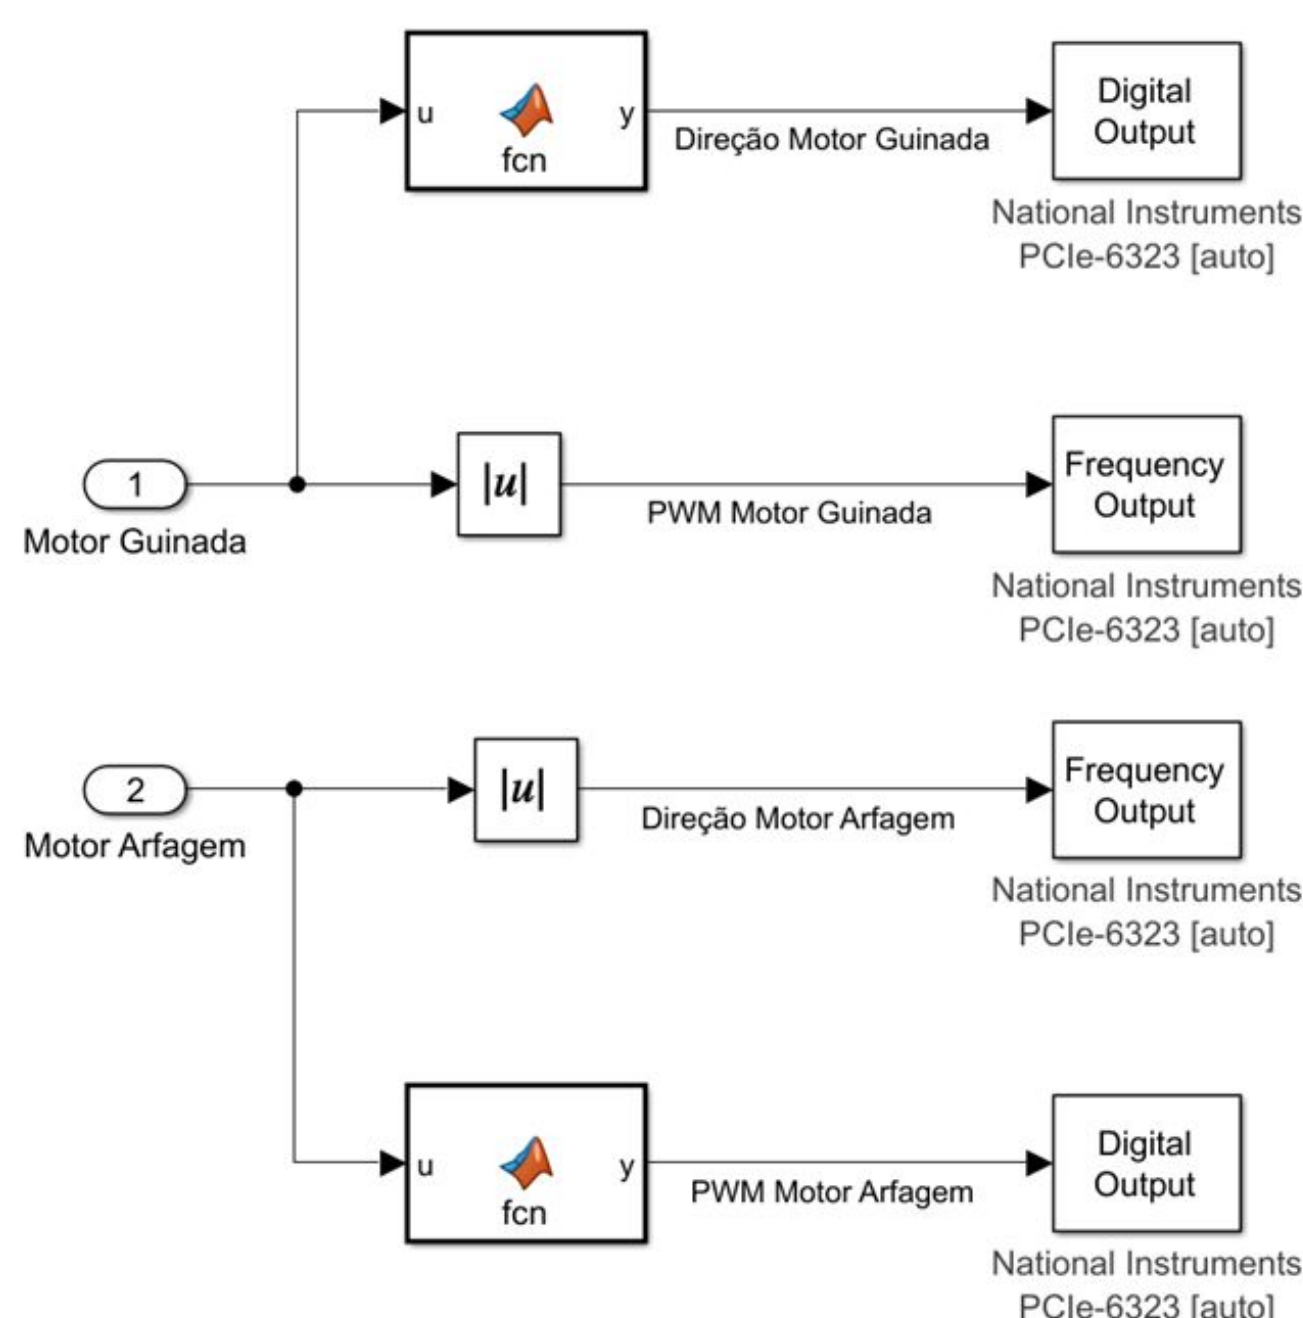 u
fcn
y
Direção Motor Guinada
Digital
Output
National Instruments
PCIe-6323 [auto]
1
Motor Guinada
|u|
PWM Motor Guinada
Frequency
Output
National Instruments
PCIe-6323 [auto]
2
Motor Arfagem
|u|
Direção Motor Arfagem
Frequency
Output
National Instruments
PCIe-6323 [auto]
u
fcn
y
PWM Motor Arfagem
Digital
Output
National Instruments
PCIe-6323 [auto]